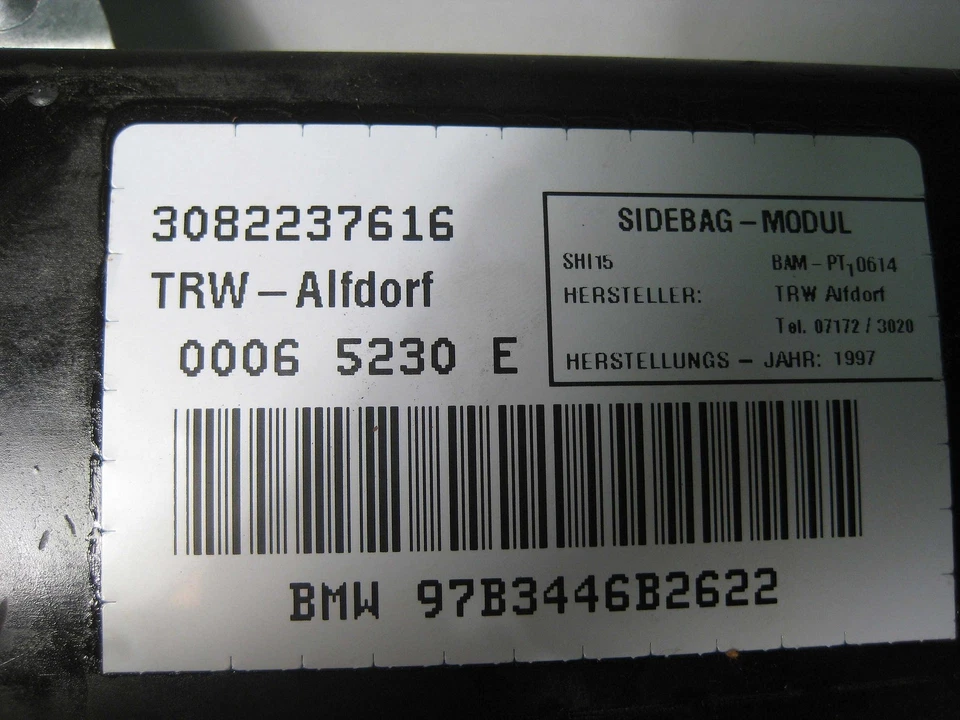 3082237616
TRW-Alfdorf
0006 5230 E
SIDEBAG-MODUL
SHI15 BAM-PT₁0614
HERSTELLER: TRW Alfdorf
Tel. 07172/3020
HERSTELLUNGS-JAHR: 1997
BMW 97B3446B2622